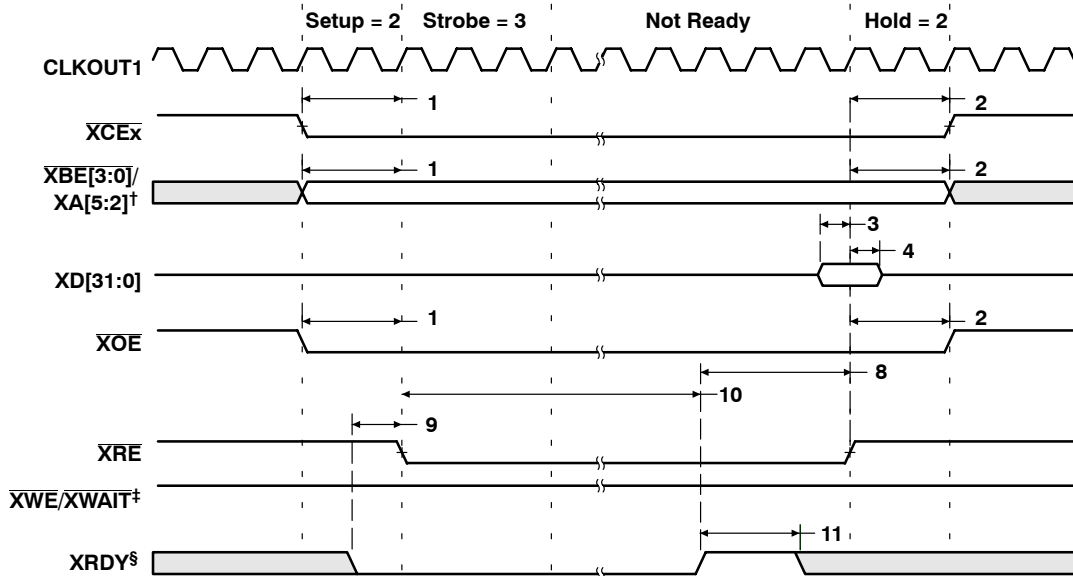 Setup = 2 Strobe = 3 Not Ready Hold = 2
CLKOUT1
1 2
XCEx
XBE[3:0]/
1 2
XA[5:2]†
3
4
XD[31:0]
1 2
XOE
8
10
9
XRE
XWE/XWAIT‡
11
XRDY§